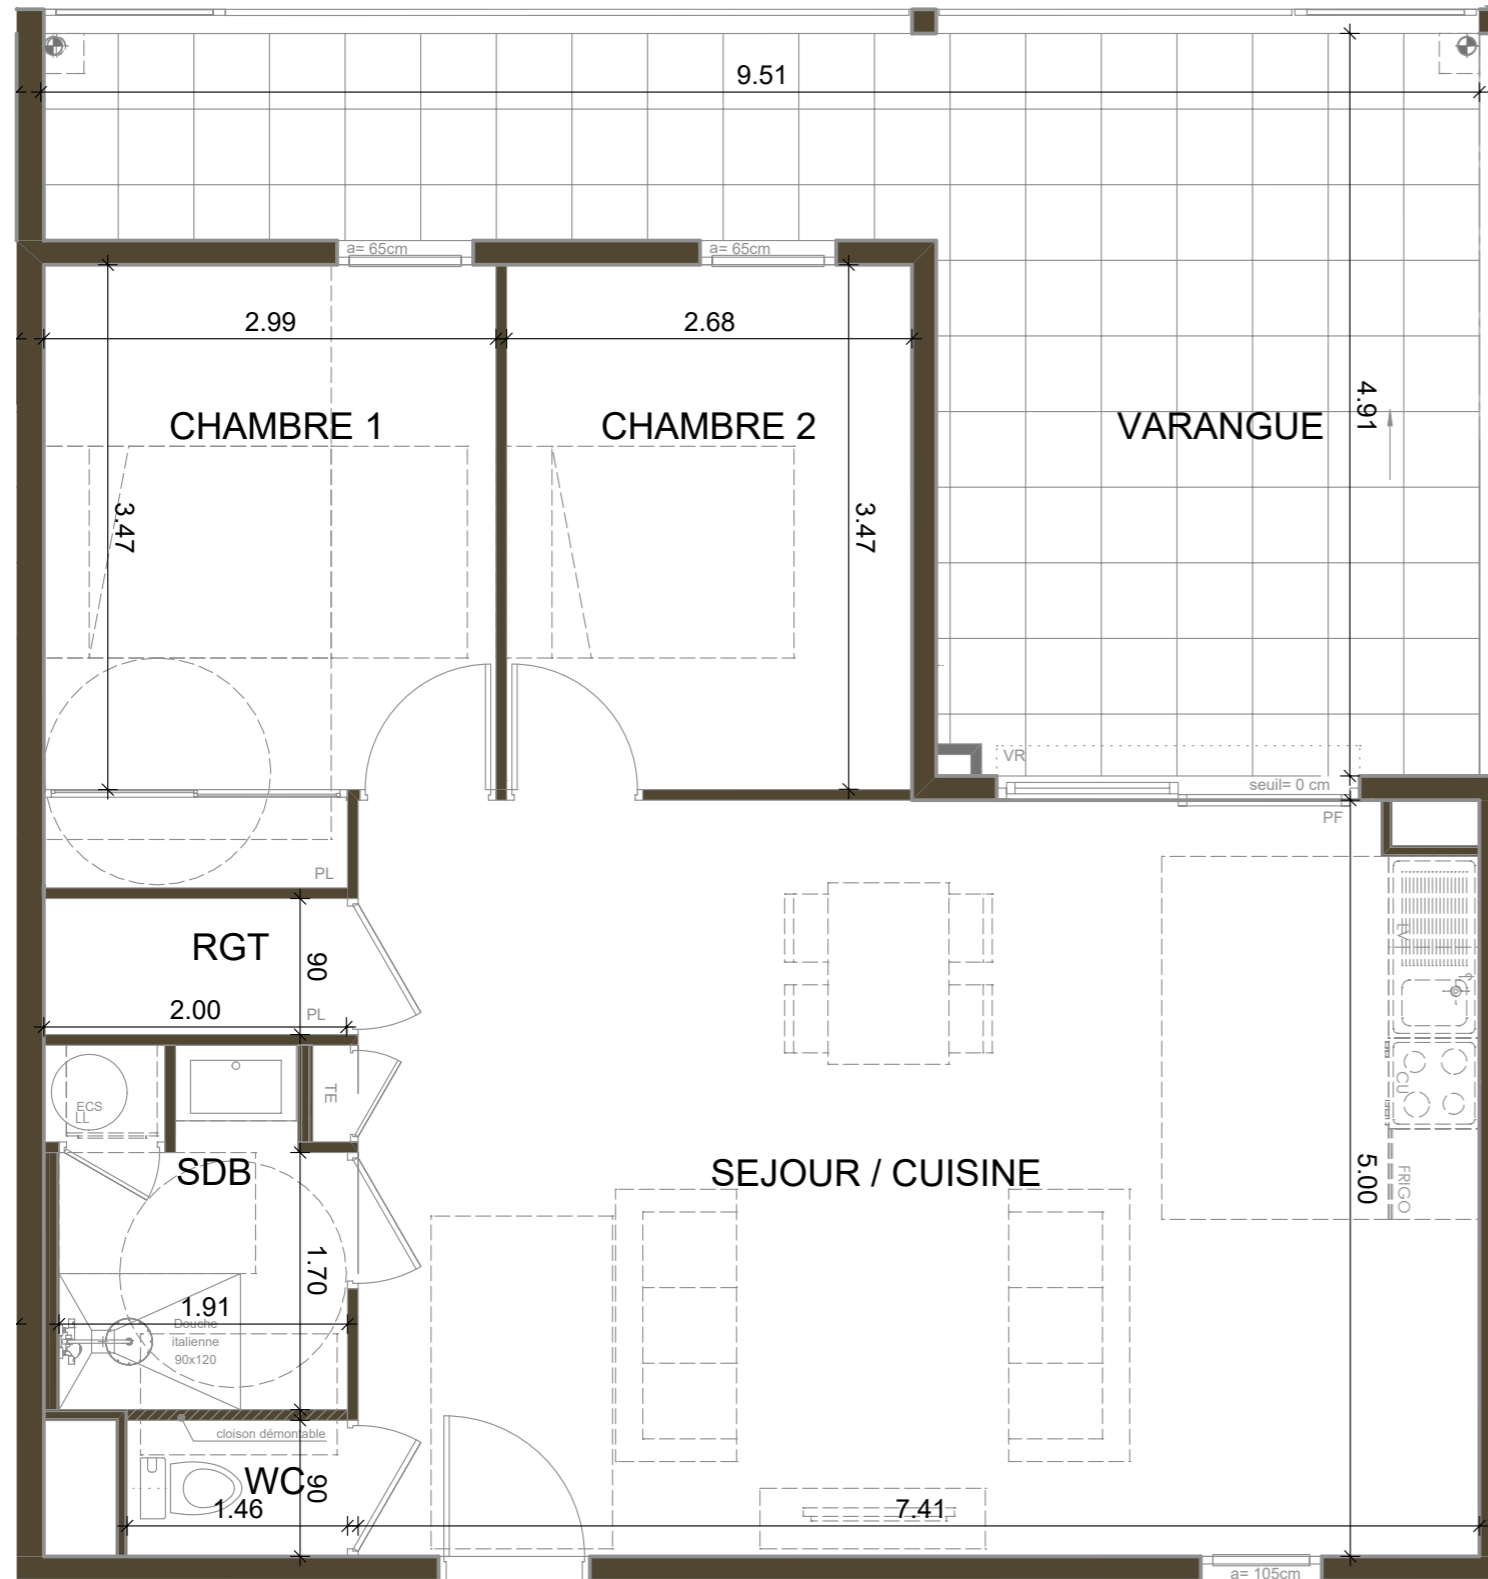 9.51
a= 65cm
a= 65cm
2.99
2.68
CHAMBRE 1
CHAMBRE 2
VARANGUE
4.91
3.47
3.47
VR
seuil= 0 cm
PF
PL
RGT
90
2.00
PL
LV
ECS
LL
TE
CU
SDB
SEJOUR / CUISINE
5.00
FRIGO
1.70
1.91
Douche
italienne
90x120
cloison démontable
WC
90
1.46
7.41
a= 105cm